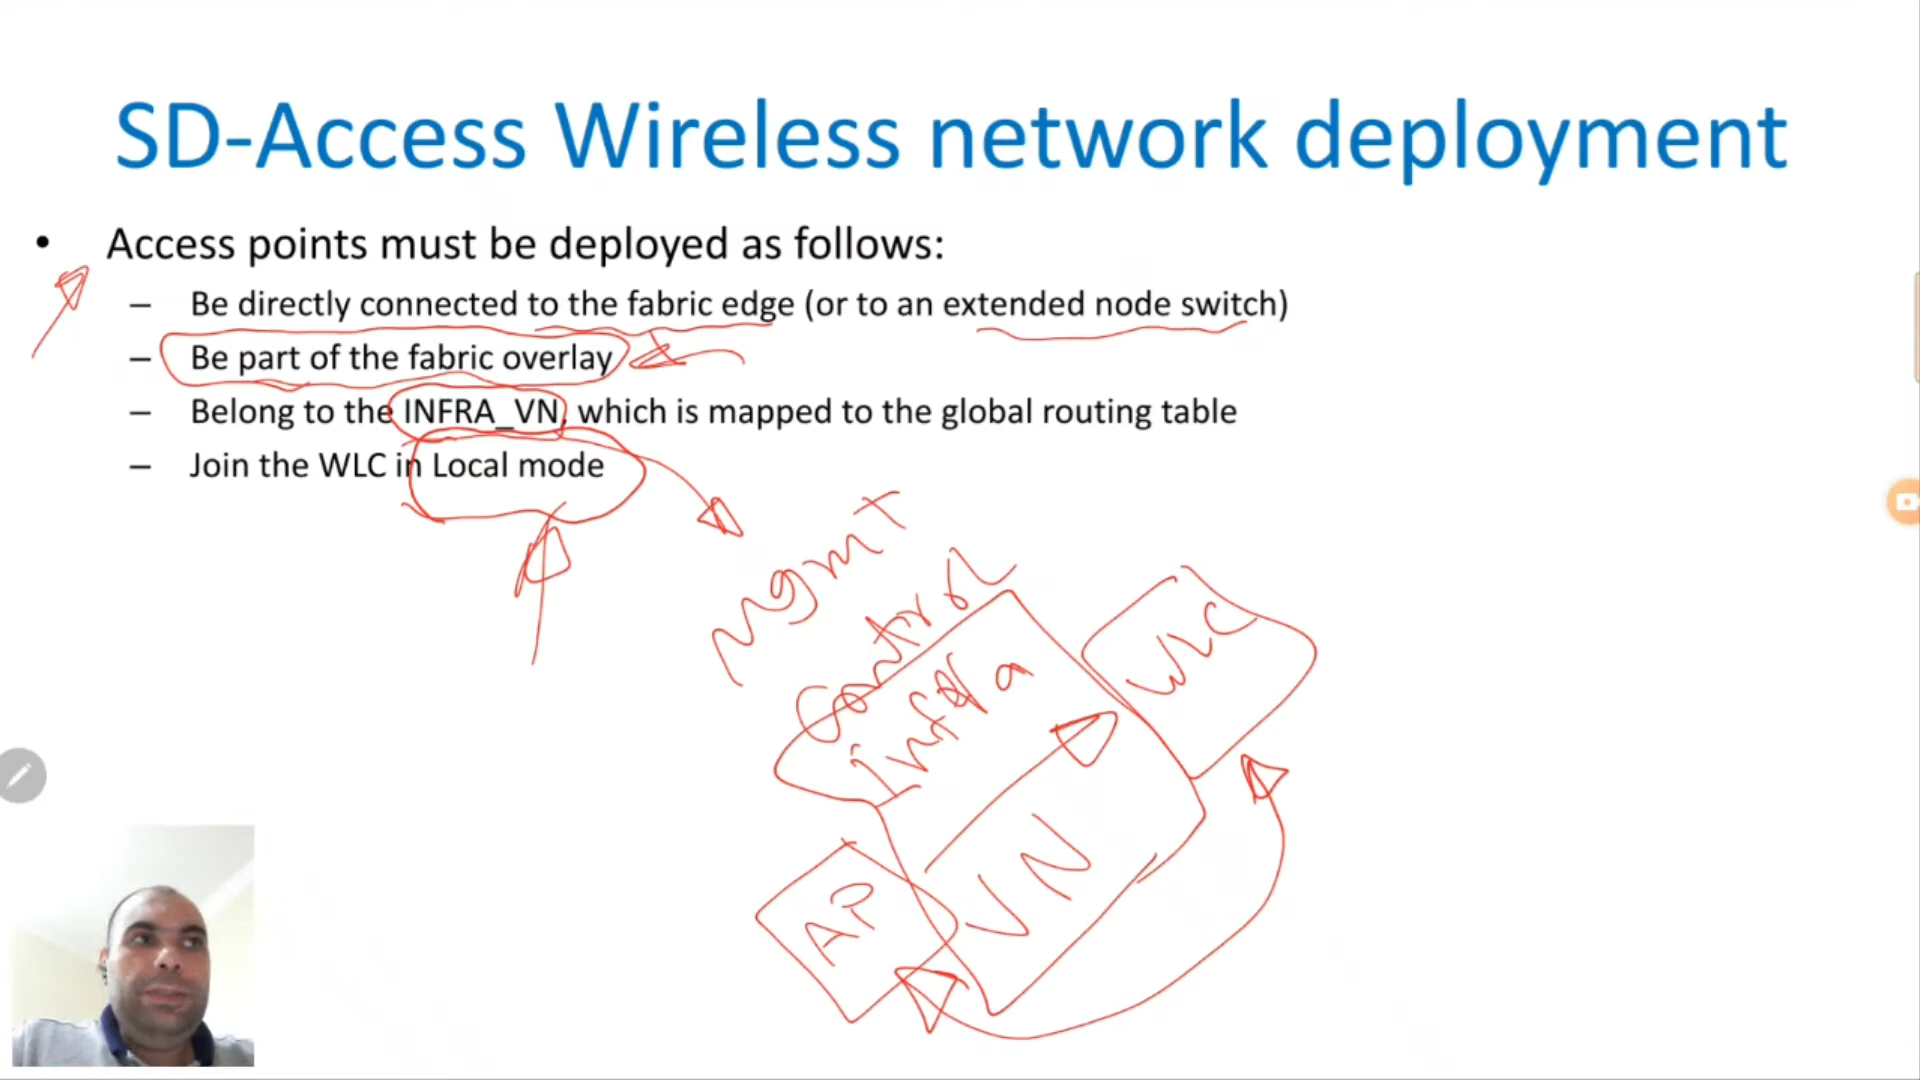 SD-Access Wireless network deployment
• Access points must be deployed as follows:
– Be directly connected to the fabric edge (or to an extended node switch)
– Be part of the fabric overlay
– Belong to the INFRA_VN, which is mapped to the global routing table
– Join the WLC in Local mode
Mgmt
Control
Infra
WLC
VN
AP